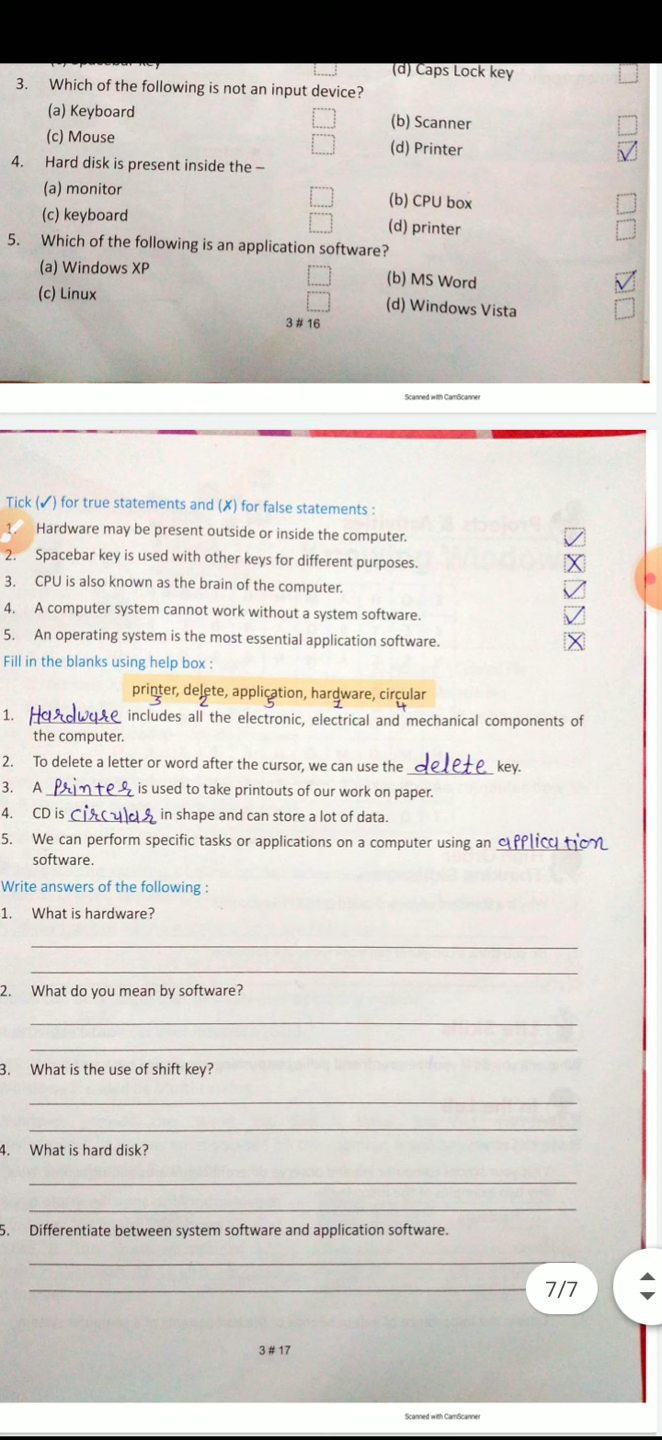 (d) Caps Lock key
3. Which of the following is not an input device?
(a) Keyboard
(b) Scanner
(c) Mouse
(d) Printer ✓
4. Hard disk is present inside the –
(a) monitor
(b) CPU box
(c) keyboard
(d) printer
5. Which of the following is an application software?
(a) Windows XP
(b) MS Word ✓
(c) Linux
(d) Windows Vista
3 # 16
Scanned with CamScanner
Tick (✓) for true statements and (✗) for false statements :
1. Hardware may be present outside or inside the computer. ✓
2. Spacebar key is used with other keys for different purposes. ✗
3. CPU is also known as the brain of the computer. ✓
4. A computer system cannot work without a system software. ✓
5. An operating system is the most essential application software. ✗
Fill in the blanks using help box :
printer, delete, application, hardware, circular
3 2 5 1 4
1. Hardware includes all the electronic, electrical and mechanical components of
the computer.
2. To delete a letter or word after the cursor, we can use the delete key.
3. A Printer is used to take printouts of our work on paper.
4. CD is circular in shape and can store a lot of data.
5. We can perform specific tasks or applications on a computer using an application
software.
Write answers of the following :
1. What is hardware?
2. What do you mean by software?
3. What is the use of shift key?
4. What is hard disk?
5. Differentiate between system software and application software.
7/7
3 # 17
Scanned with CamScanner